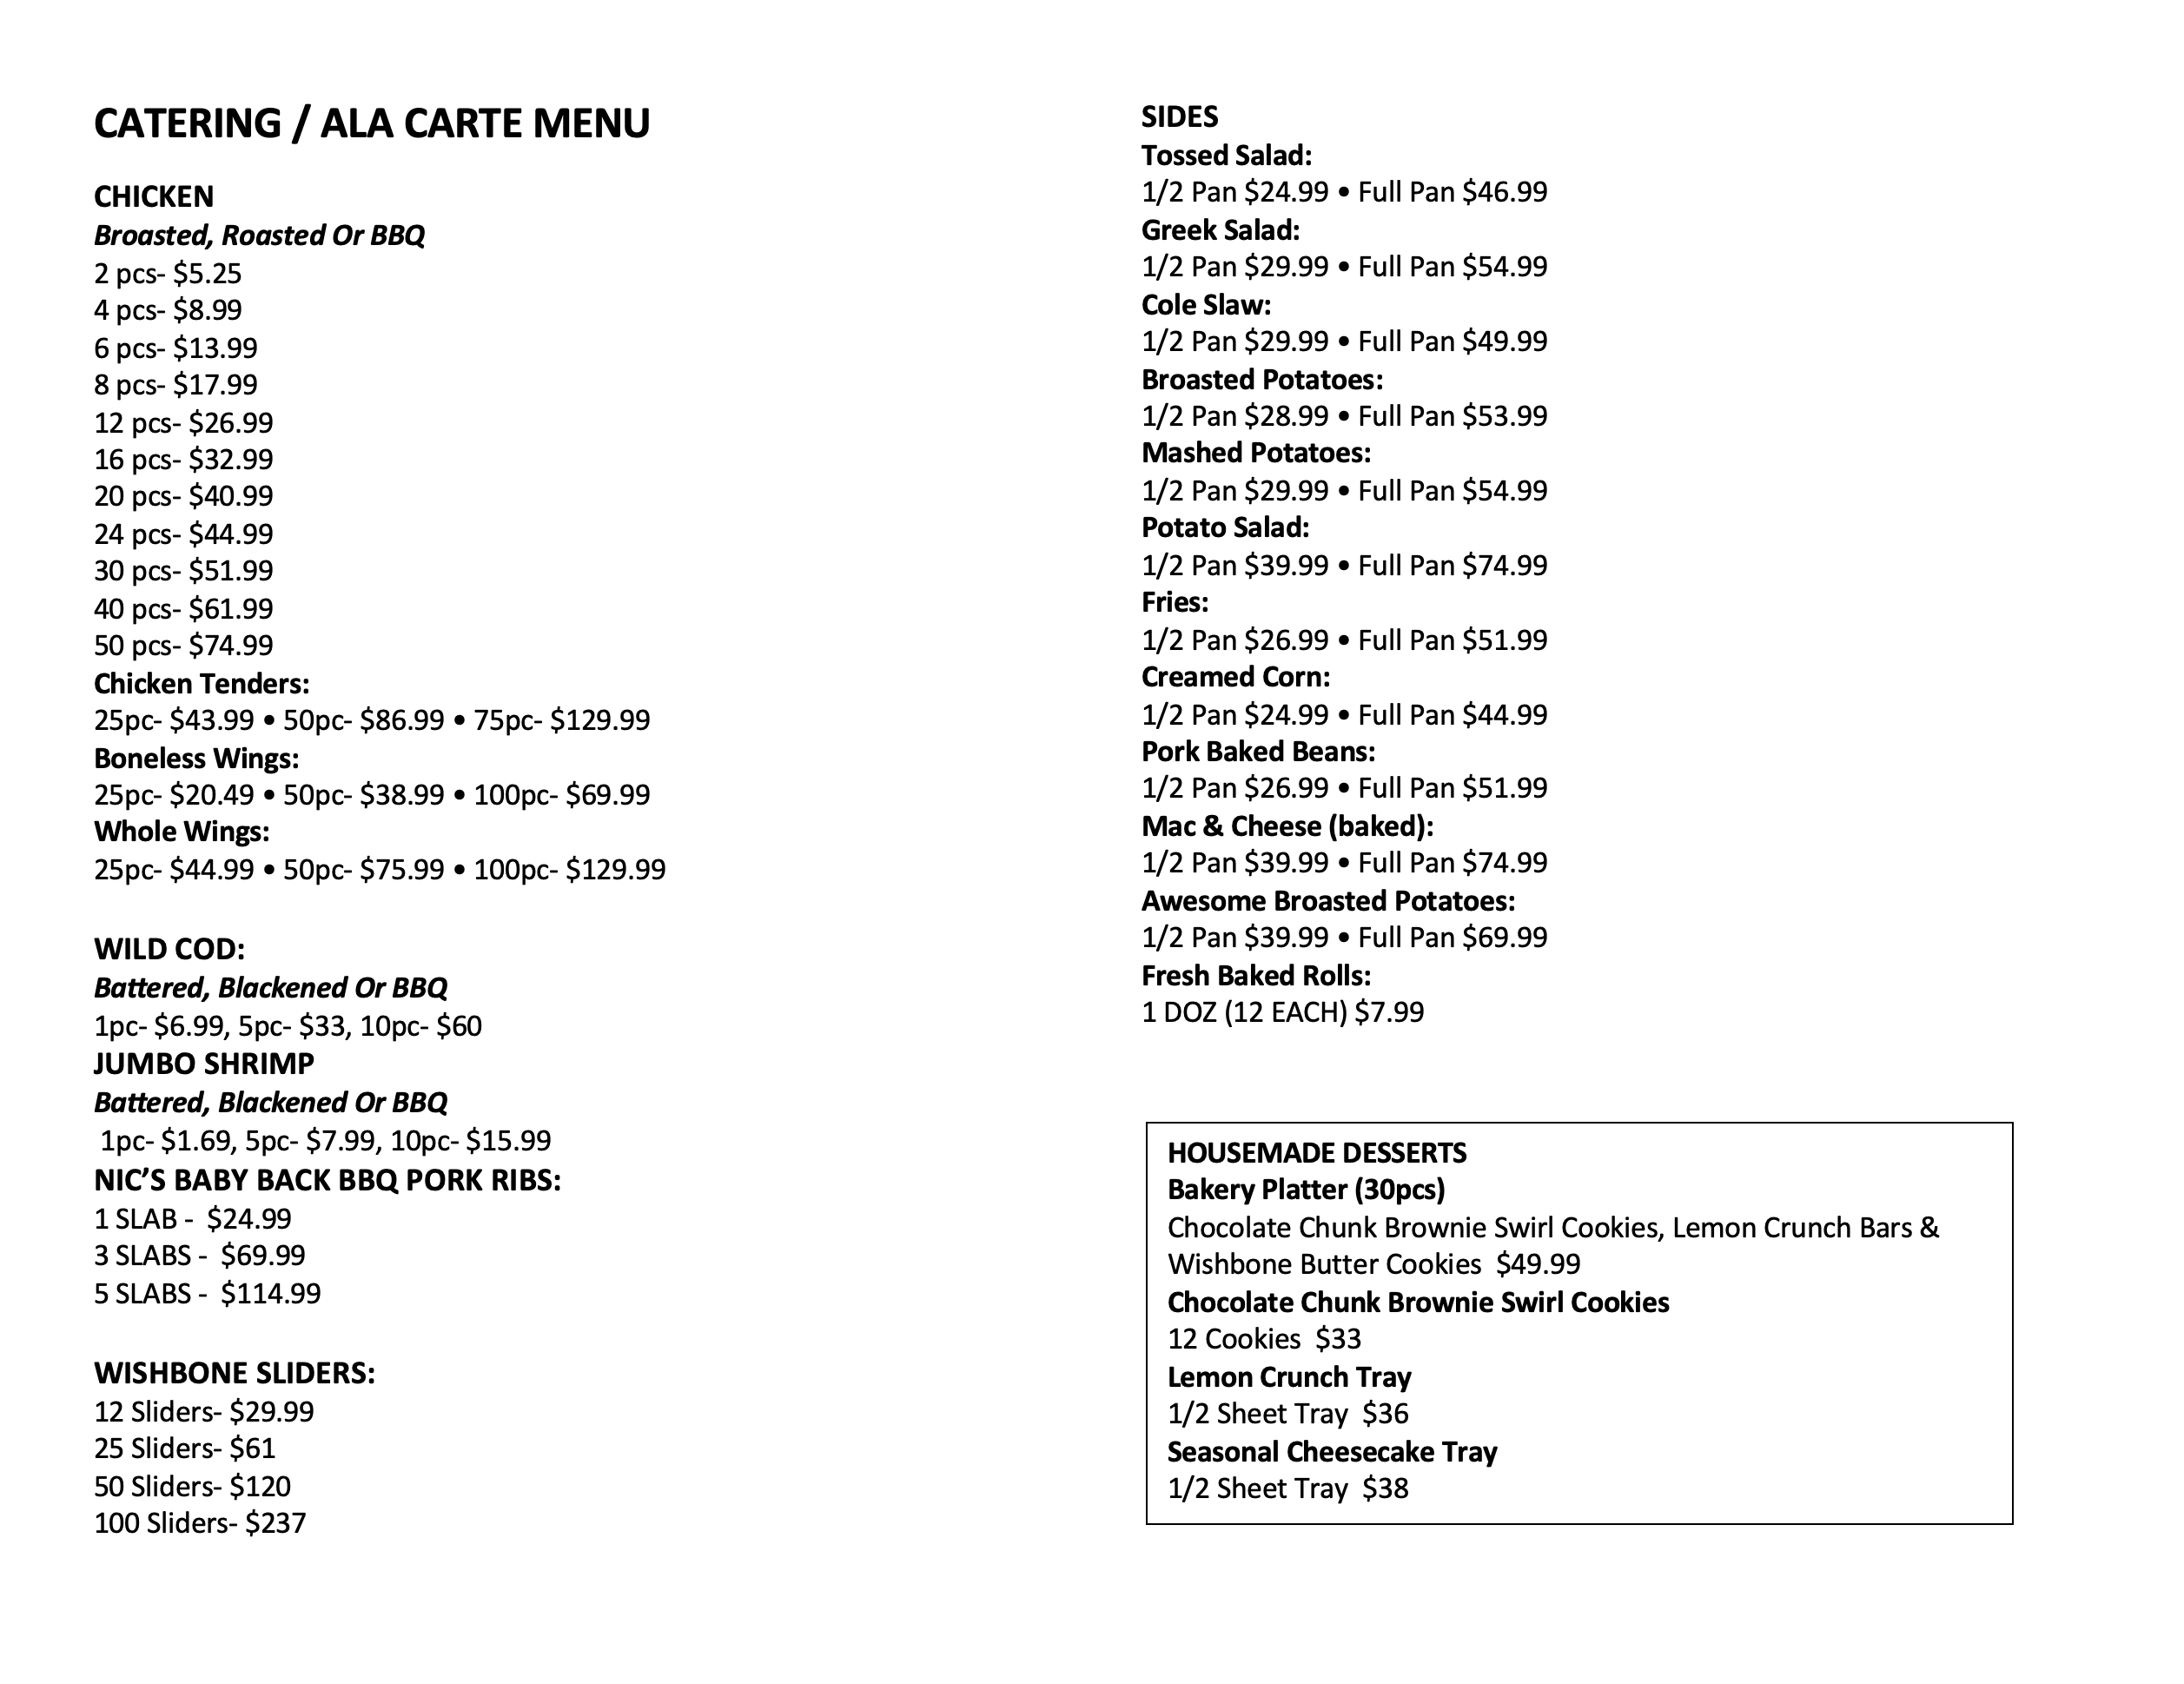 CATERING / ALA CARTE MENU
CHICKEN
Broasted, Roasted Or BBQ
2 pcs- $5.25
4 pcs- $8.99
6 pcs- $13.99
8 pcs- $17.99
12 pcs- $26.99
16 pcs- $32.99
20 pcs- $40.99
24 pcs- $44.99
30 pcs- $51.99
40 pcs- $61.99
50 pcs- $74.99
Chicken Tenders:
25pc- $43.99 • 50pc- $86.99 • 75pc- $129.99
Boneless Wings:
25pc- $20.49 • 50pc- $38.99 • 100pc- $69.99
Whole Wings:
25pc- $44.99 • 50pc- $75.99 • 100pc- $129.99
WILD COD:
Battered, Blackened Or BBQ
1pc- $6.99, 5pc- $33, 10pc- $60
JUMBO SHRIMP
Battered, Blackened Or BBQ
1pc- $1.69, 5pc- $7.99, 10pc- $15.99
NIC’S BABY BACK BBQ PORK RIBS:
1 SLAB -  $24.99
3 SLABS -  $69.99
5 SLABS -  $114.99
WISHBONE SLIDERS:
12 Sliders- $29.99
25 Sliders- $61
50 Sliders- $120
100 Sliders- $237
SIDES
Tossed Salad:
1/2 Pan $24.99 • Full Pan $46.99
Greek Salad:
1/2 Pan $29.99 • Full Pan $54.99
Cole Slaw:
1/2 Pan $29.99 • Full Pan $49.99
Broasted Potatoes:
1/2 Pan $28.99 • Full Pan $53.99
Mashed Potatoes:
1/2 Pan $29.99 • Full Pan $54.99
Potato Salad:
1/2 Pan $39.99 • Full Pan $74.99
Fries:
1/2 Pan $26.99 • Full Pan $51.99
Creamed Corn:
1/2 Pan $24.99 • Full Pan $44.99
Pork Baked Beans:
1/2 Pan $26.99 • Full Pan $51.99
Mac & Cheese (baked):
1/2 Pan $39.99 • Full Pan $74.99
Awesome Broasted Potatoes:
1/2 Pan $39.99 • Full Pan $69.99
Fresh Baked Rolls:
1 DOZ (12 EACH) $7.99
HOUSEMADE DESSERTS
Bakery Platter (30pcs)
Chocolate Chunk Brownie Swirl Cookies, Lemon Crunch Bars &
Wishbone Butter Cookies  $49.99
Chocolate Chunk Brownie Swirl Cookies
12 Cookies  $33
Lemon Crunch Tray
1/2 Sheet Tray  $36
Seasonal Cheesecake Tray
1/2 Sheet Tray  $38